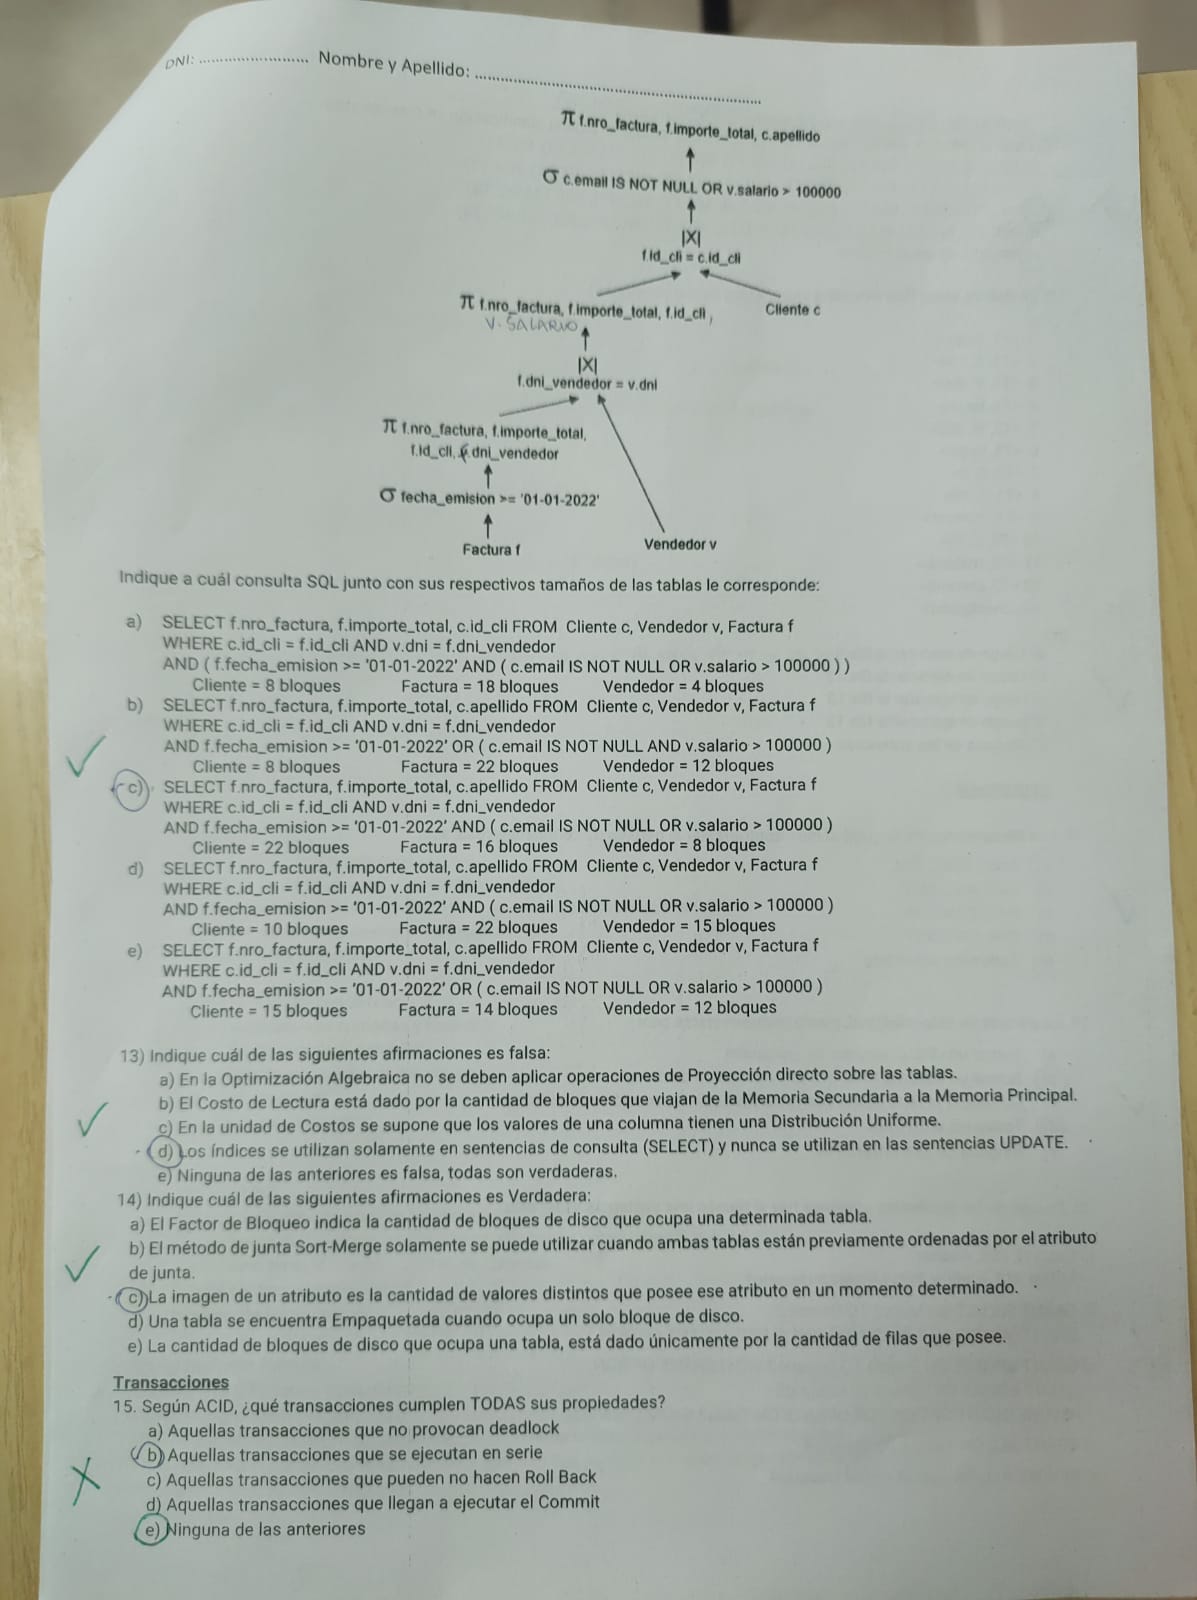 DNI: ........................ Nombre y Apellido: ................................................................
π f.nro_factura, f.importe_total, c.apellido
σ c.email IS NOT NULL OR v.salario > 100000
|X|
f.id_cli = c.id_cli
π f.nro_factura, f.importe_total, f.id_cli ,
Cliente c
V. SALARIO
|X|
f.dni_vendedor = v.dni
π f.nro_factura, f.importe_total,
f.id_cli, f.dni_vendedor
σ fecha_emision >= '01-01-2022'
Factura f
Vendedor v
Indique a cuál consulta SQL junto con sus respectivos tamaños de las tablas le corresponde:
a) SELECT f.nro_factura, f.importe_total, c.id_cli FROM Cliente c, Vendedor v, Factura f
WHERE c.id_cli = f.id_cli AND v.dni = f.dni_vendedor
AND ( f.fecha_emision >= '01-01-2022' AND ( c.email IS NOT NULL OR v.salario > 100000 ) )
Cliente = 8 bloques Factura = 18 bloques Vendedor = 4 bloques
b) SELECT f.nro_factura, f.importe_total, c.apellido FROM Cliente c, Vendedor v, Factura f
WHERE c.id_cli = f.id_cli AND v.dni = f.dni_vendedor
AND f.fecha_emision >= '01-01-2022' OR ( c.email IS NOT NULL AND v.salario > 100000 )
Cliente = 8 bloques Factura = 22 bloques Vendedor = 12 bloques
c) SELECT f.nro_factura, f.importe_total, c.apellido FROM Cliente c, Vendedor v, Factura f
WHERE c.id_cli = f.id_cli AND v.dni = f.dni_vendedor
AND f.fecha_emision >= '01-01-2022' AND ( c.email IS NOT NULL OR v.salario > 100000 )
Cliente = 22 bloques Factura = 16 bloques Vendedor = 8 bloques
d) SELECT f.nro_factura, f.importe_total, c.apellido FROM Cliente c, Vendedor v, Factura f
WHERE c.id_cli = f.id_cli AND v.dni = f.dni_vendedor
AND f.fecha_emision >= '01-01-2022' AND ( c.email IS NOT NULL OR v.salario > 100000 )
Cliente = 10 bloques Factura = 22 bloques Vendedor = 15 bloques
e) SELECT f.nro_factura, f.importe_total, c.apellido FROM Cliente c, Vendedor v, Factura f
WHERE c.id_cli = f.id_cli AND v.dni = f.dni_vendedor
AND f.fecha_emision >= '01-01-2022' OR ( c.email IS NOT NULL OR v.salario > 100000 )
Cliente = 15 bloques Factura = 14 bloques Vendedor = 12 bloques
13) Indique cuál de las siguientes afirmaciones es falsa:
a) En la Optimización Algebraica no se deben aplicar operaciones de Proyección directo sobre las tablas.
b) El Costo de Lectura está dado por la cantidad de bloques que viajan de la Memoria Secundaria a la Memoria Principal.
c) En la unidad de Costos se supone que los valores de una columna tienen una Distribución Uniforme.
d) Los índices se utilizan solamente en sentencias de consulta (SELECT) y nunca se utilizan en las sentencias UPDATE.
e) Ninguna de las anteriores es falsa, todas son verdaderas.
14) Indique cuál de las siguientes afirmaciones es Verdadera:
a) El Factor de Bloqueo indica la cantidad de bloques de disco que ocupa una determinada tabla.
b) El método de junta Sort-Merge solamente se puede utilizar cuando ambas tablas están previamente ordenadas por el atributo
de junta.
c) La imagen de un atributo es la cantidad de valores distintos que posee ese atributo en un momento determinado.
d) Una tabla se encuentra Empaquetada cuando ocupa un solo bloque de disco.
e) La cantidad de bloques de disco que ocupa una tabla, está dado únicamente por la cantidad de filas que posee.
Transacciones
15. Según ACID, ¿qué transacciones cumplen TODAS sus propiedades?
a) Aquellas transacciones que no provocan deadlock
b) Aquellas transacciones que se ejecutan en serie
c) Aquellas transacciones que pueden no hacen Roll Back
d) Aquellas transacciones que llegan a ejecutar el Commit
e) Ninguna de las anteriores